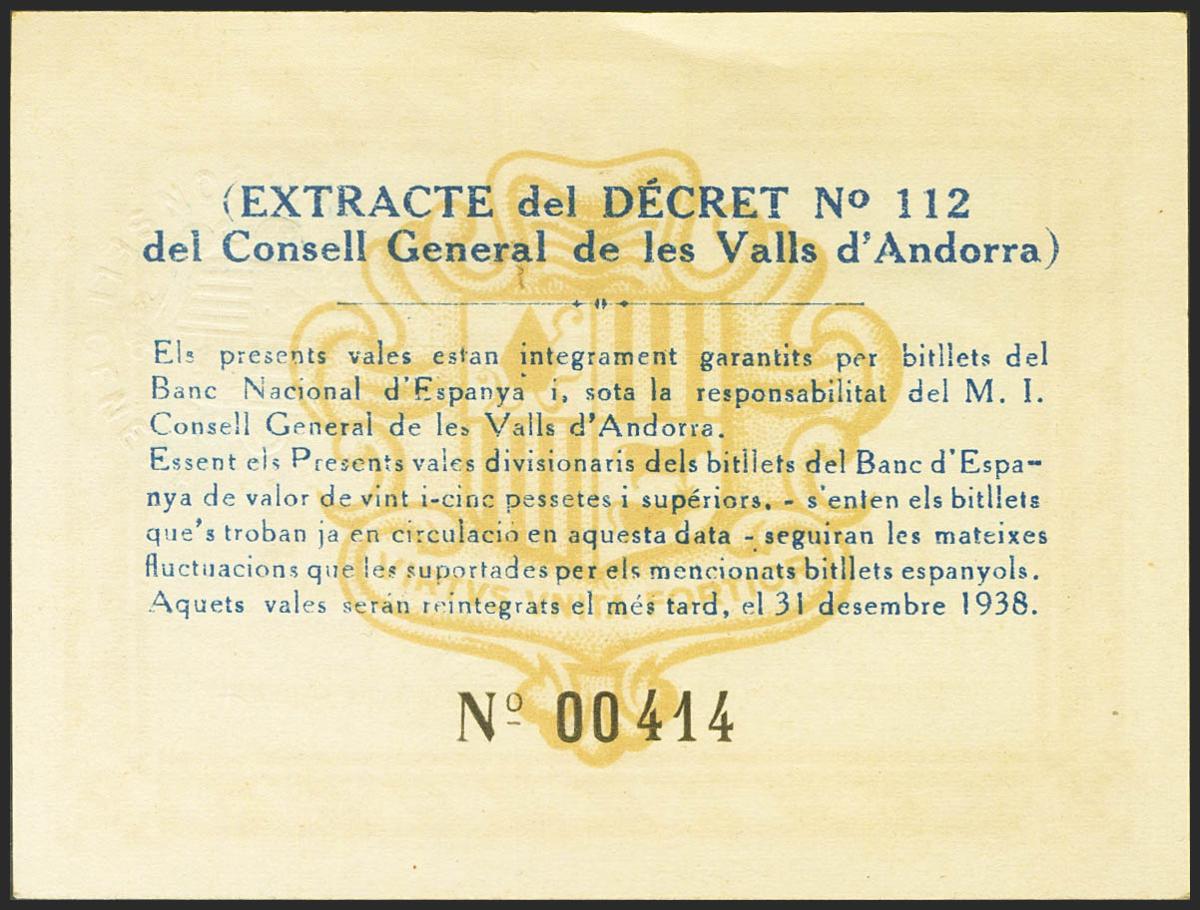 (EXTRACTE del DÉCRET Nº 112
del Consell General de les Valls d'Andorra)
Els presents vales estan integrament garantits per bitllets del
Banc Nacional d'Espanya i, sota la responsabilitat del M. I.
Consell General de les Valls d'Andorra.
Essent els Presents vales divisionaris dels bitllets del Banc d'Espa-
nya de valor de vint i-cinc pessetes i supériors. - s'enten els bitllets
que's troban ja en circulació en aquesta data - seguiran les mateixes
fluctuacions que les suportades per els mencionats bitllets espanyols.
Aquets vales serán reintegrats el més tard, el 31 desembre 1938.
VIRTVS VNITA FORTIOR
Nº 00414